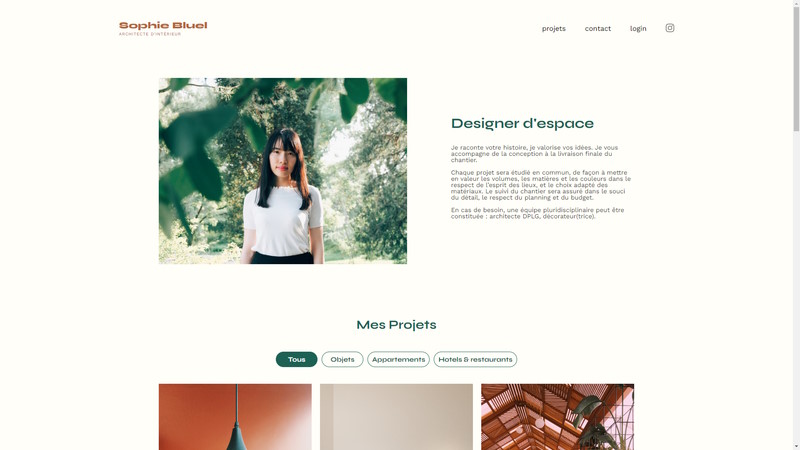 Sophie Bluel
ARCHITECTE D'INTÉRIEUR
projets
contact
login
Designer d'espace
Je raconte votre histoire, je valorise vos idées. Je vous
accompagne de la conception à la livraison finale du
chantier.
Chaque projet sera étudié en commun, de façon à mettre
en valeur les volumes, les matières et les couleurs dans le
respect de l'esprit des lieux, et le choix adapté des
matériaux. Le suivi du chantier sera assuré dans le souci
du détail, le respect du planning et du budget.
En cas de besoin, une équipe pluridisciplinaire peut être
constituée : architecte DPLG, décorateur(trice).
Mes Projets
Tous
Objets
Appartements
Hotels & restaurants